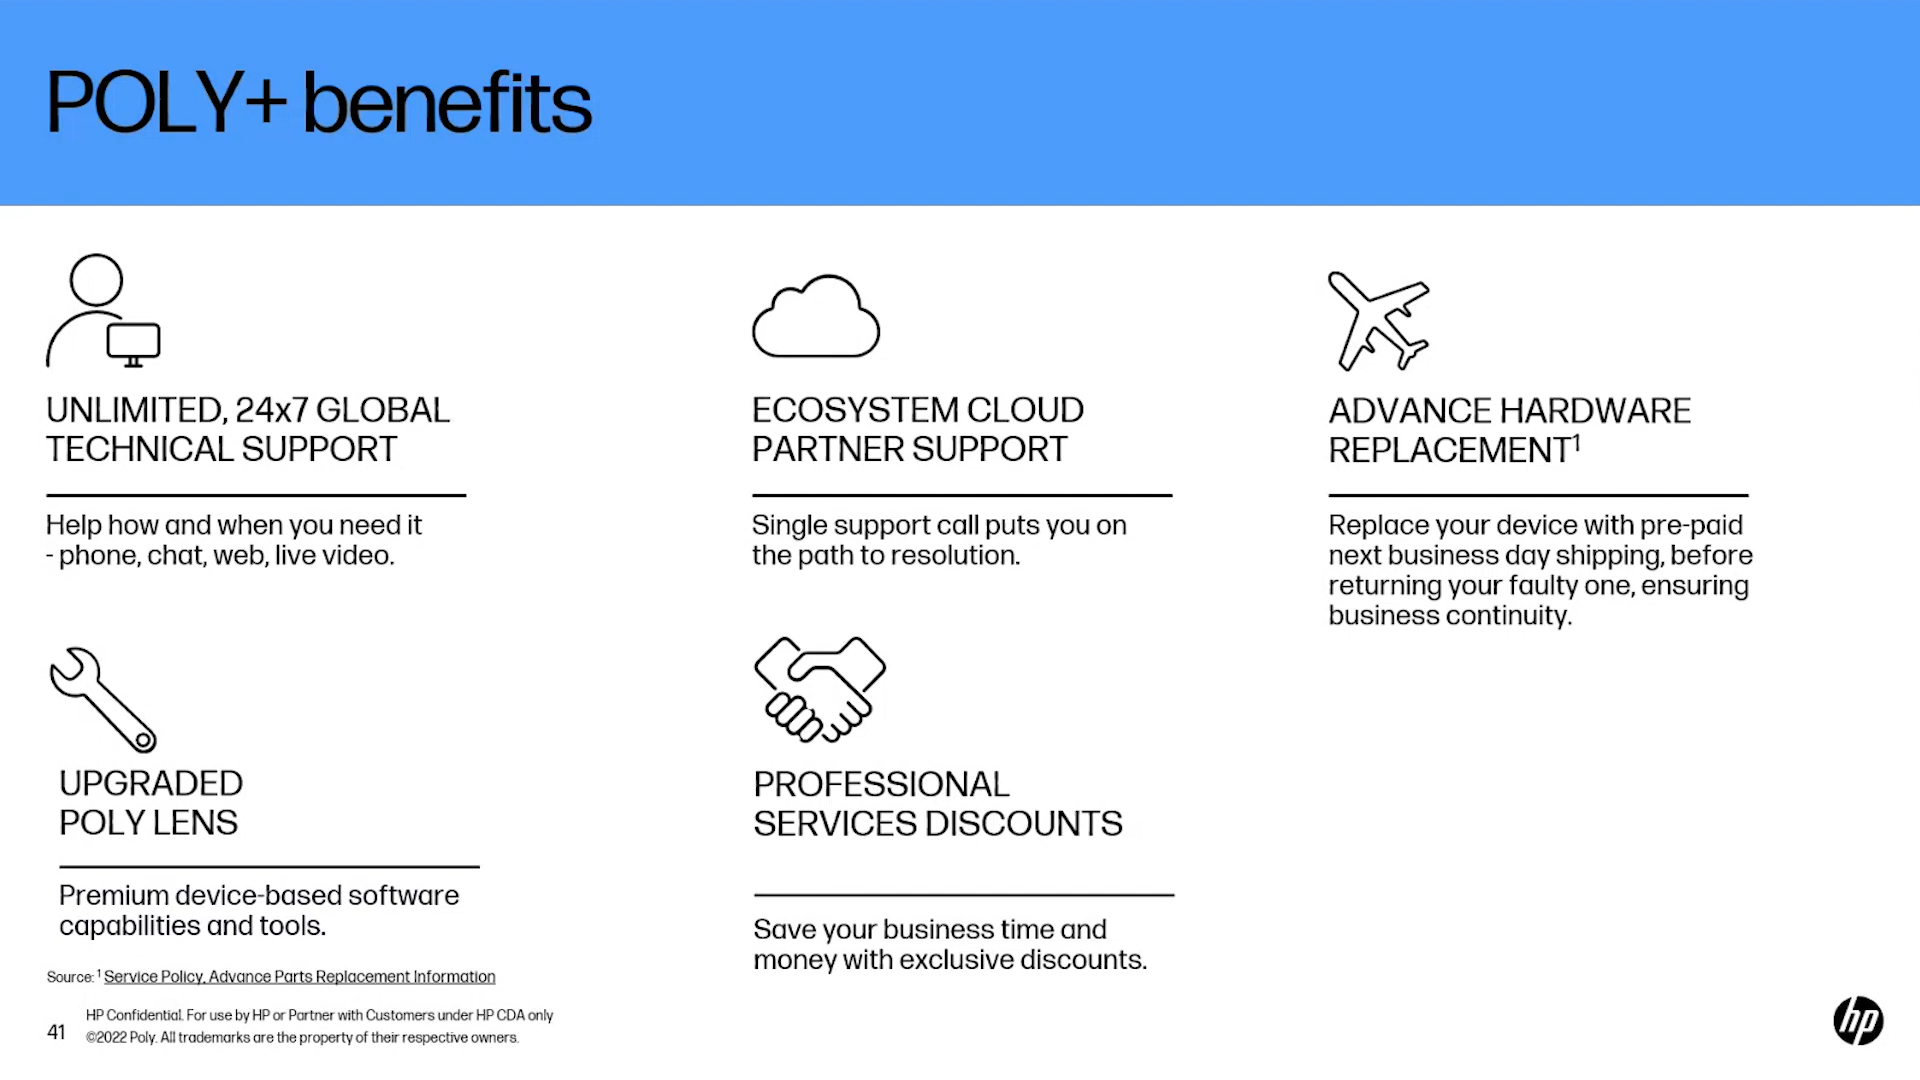 POLY+ benefits
UNLIMITED, 24x7 GLOBAL
TECHNICAL SUPPORT
Help how and when you need it
- phone, chat, web, live video.
ECOSYSTEM CLOUD
PARTNER SUPPORT
Single support call puts you on
the path to resolution.
ADVANCE HARDWARE
REPLACEMENT¹
Replace your device with pre-paid
next business day shipping, before
returning your faulty one, ensuring
business continuity.
UPGRADED
POLY LENS
Premium device-based software
capabilities and tools.
PROFESSIONAL
SERVICES DISCOUNTS
Save your business time and
money with exclusive discounts.
Source: ¹ Service Policy, Advance Parts Replacement Information
41
HP Confidential. For use by HP or Partner with Customers under HP CDA only
©2022 Poly. All trademarks are the property of their respective owners.
hp